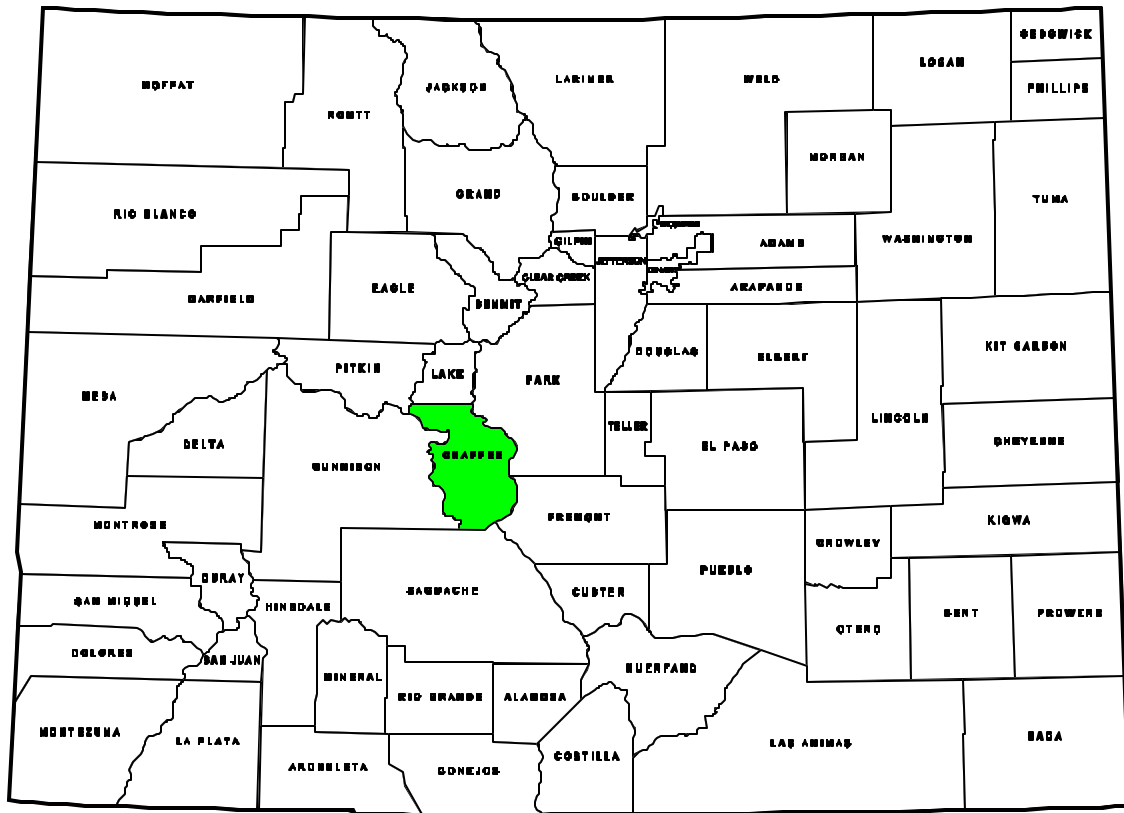 MOFFAT
ROUTT
JACKSON
LARIMER
WELD
LOGAN
SEDGWICK
PHILLIPS
MORGAN
RIO BLANCO
GRAND
BOULDER
YUMA
WASHINGTON
GILPIN
ADAMS
JEFFERSON
CLEAR CREEK
ARAPAHOE
GARFIELD
EAGLE
SUMMIT
DOUGLAS
ELBERT
KIT CARSON
MESA
PITKIN
LAKE
PARK
LINCOLN
TELLER
EL PASO
CHEYENNE
DELTA
CHAFFEE
GUNNISON
FREMONT
KIOWA
MONTROSE
CROWLEY
OURAY
PUEBLO
SAN MIGUEL
HINSDALE
SAGUACHE
CUSTER
BENT
PROWERS
OTERO
DOLORES
SAN JUAN
MINERAL
RIO GRANDE
ALAMOSA
HUERFANO
MONTEZUMA
LA PLATA
ARCHULETA
CONEJOS
COSTILLA
LAS ANIMAS
BACA